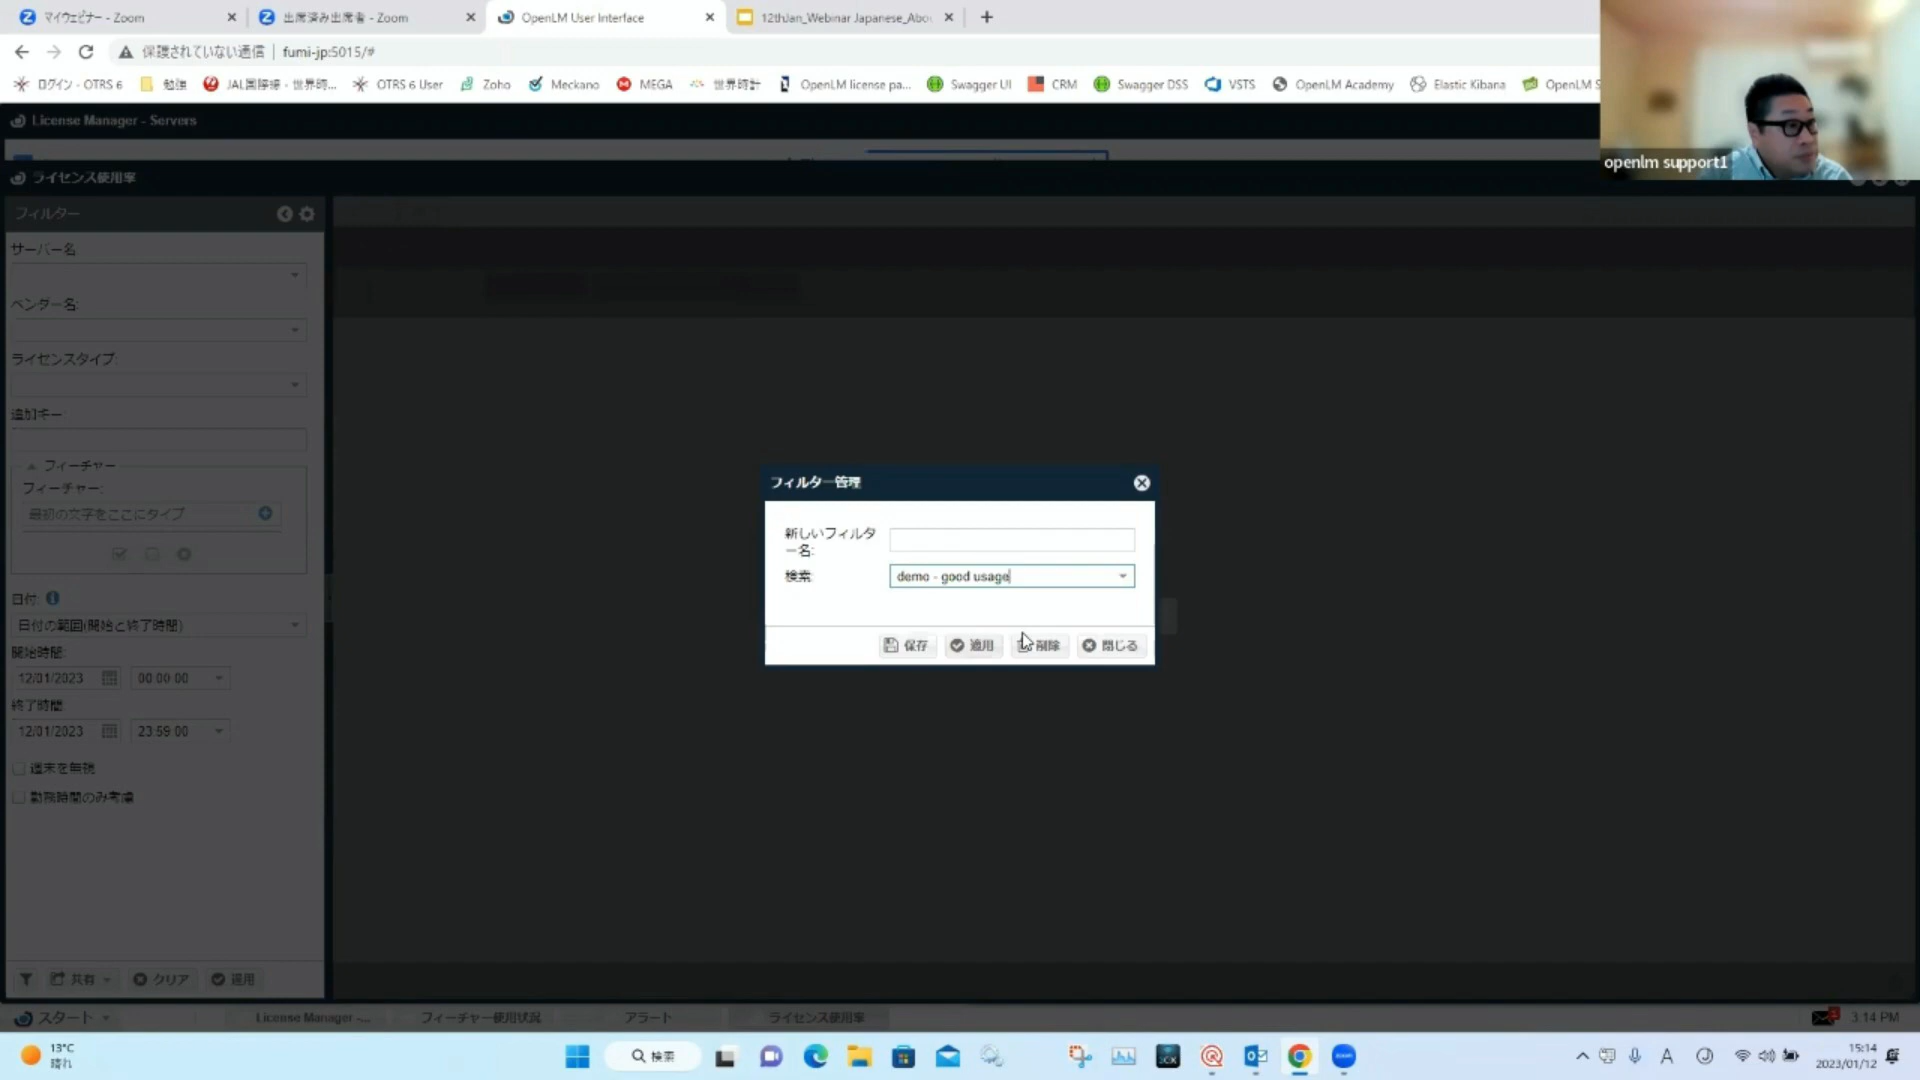 マイウェビナー - Zoom
出席済み出席者 - Zoom
OpenLM User Interface
12thJan_Webinar Japanese_Abou
保護されていない通信
fumi-jp:5015/#
ログイン - OTRS 6
勉強
JAL国際接 - 世界時...
OTRS 6 User
Zoho
Meckano
MEGA
世界時計
OpenLM license pa...
Swagger UI
CRM
Swagger DSS
VSTS
OpenLM Academy
Elastic Kibana
OpenLM S
openlm support1
License Manager - Servers
ライセンス使用率
フィルター
サーバー名
ベンダー名:
ライセンスタイプ:
追加キー:
フィーチャー
フィーチャー:
最初の文字をここにタイプ
日付:
日付の範囲(開始と終了時間)
開始時間:
12/01/2023 00:00:00
終了時間:
12/01/2023 23:59:00
週末を無視
勤務時間のみ考慮
共有 クリア 適用
フィルター管理
新しいフィルタ
ー名:
検索:
demo - good usage
保存 適用 削除 閉じる
スタート
License Manager -...
フィーチャー使用状況
アラート
ライセンス使用率
3:14 PM
13°C
晴れ
検索
A
15:14
2023/01/12